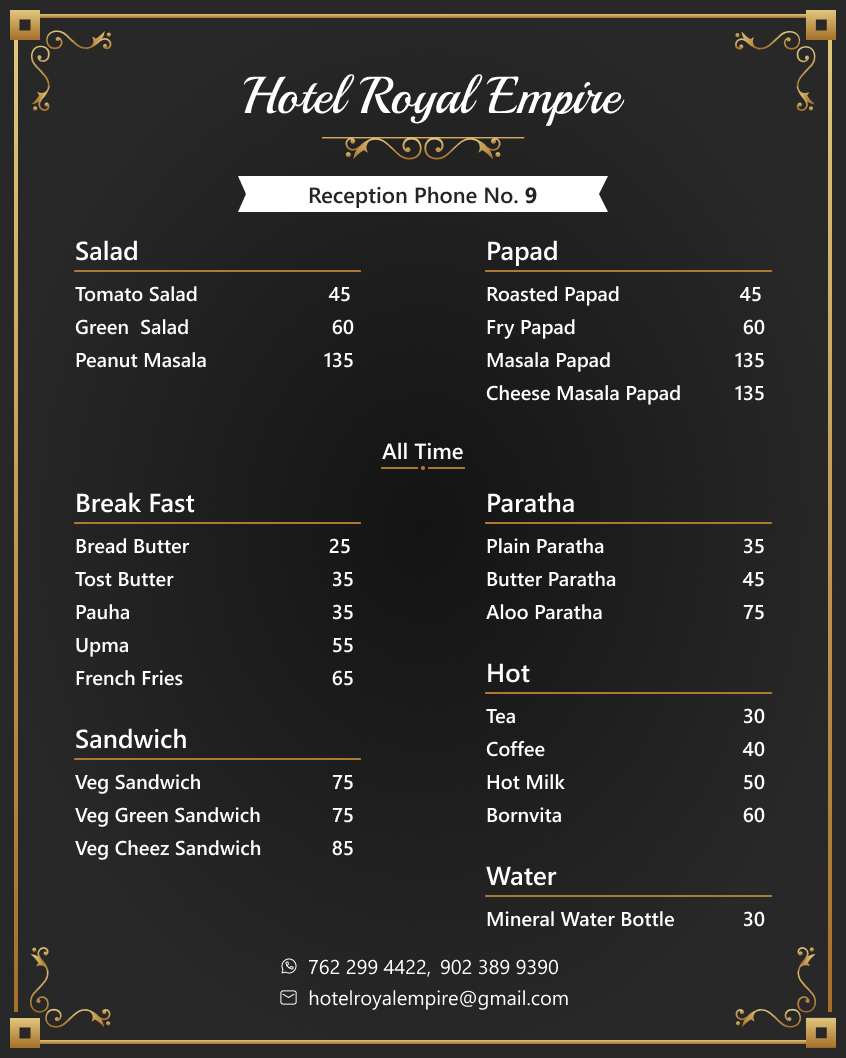 Hotel Royal Empire
Reception Phone No. 9
Salad
Tomato Salad 45
Green Salad 60
Peanut Masala 135
Papad
Roasted Papad 45
Fry Papad 60
Masala Papad 135
Cheese Masala Papad 135
All Time
Break Fast
Bread Butter 25
Tost Butter 35
Pauha 35
Upma 55
French Fries 65
Sandwich
Veg Sandwich 75
Veg Green Sandwich 75
Veg Cheez Sandwich 85
Paratha
Plain Paratha 35
Butter Paratha 45
Aloo Paratha 75
Hot
Tea 30
Coffee 40
Hot Milk 50
Bornvita 60
Water
Mineral Water Bottle 30
762 299 4422, 902 389 9390
hotelroyalempire@gmail.com